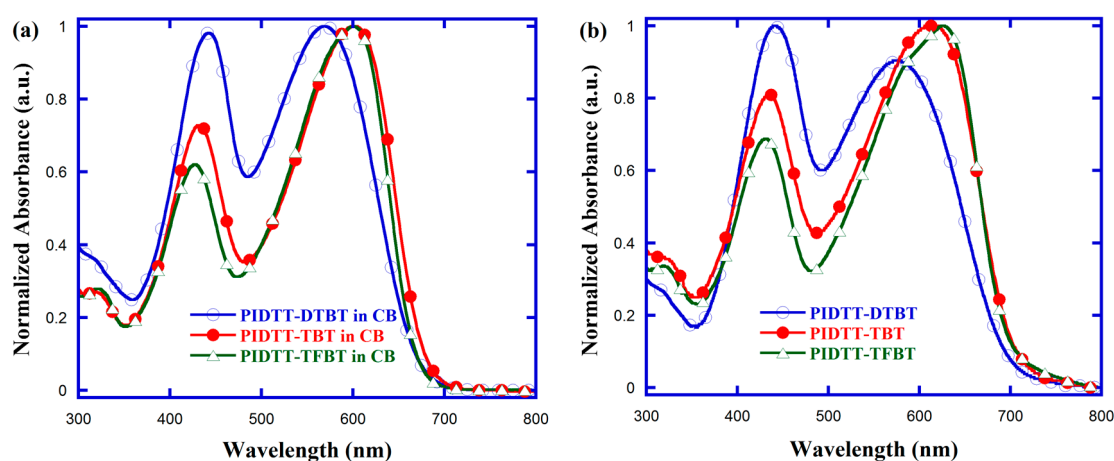 (a)
Normalized Absorbance (a.u.)
1
0.8
0.6
0.4
0.2
0
PIDTT-DTBT in CB
PIDTT-TBT in CB
PIDTT-TFBT in CB
300 400 500 600 700 800
Wavelength (nm)
(b)
Normalized Absorbance (a.u.)
1
0.8
0.6
0.4
0.2
0
PIDTT-DTBT
PIDTT-TBT
PIDTT-TFBT
300 400 500 600 700 800
Wavelength (nm)